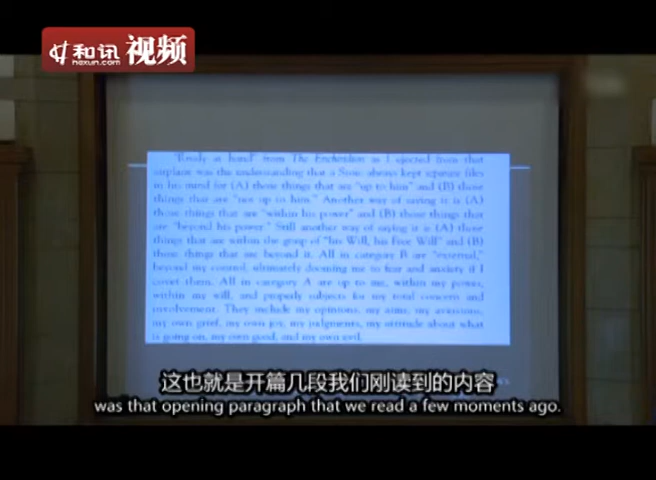 和讯 视频
hexun.com
"Ready at hand" from The Enchiridion as I ejected from that
airplane was the understanding that a Stoic always kept separate files
in his mind for (A) those things that are "up to him" and (B) those
things that are "not up to him." Another way of saying it is (A)
those things that are "within his power" and (B) those things that
are "beyond his power." Still another way of saying it is (A) those
things that are within the grasp of "his Will, his Free Will" and (B)
those things that are beyond it. All in category B are "external,"
beyond my control, ultimately dooming me to fear and anxiety if I
covet them. All in category A are up to me, within my power,
within my will, and properly subjects for my total concern and
involvement. They include my opinions, my aims, my aversions,
my own grief, my own joy, my judgments, my attitude about what
is going on, my own good, and my own evil.
这也就是开篇几段我们刚读到的内容
was that opening paragraph that we read a few moments ago.